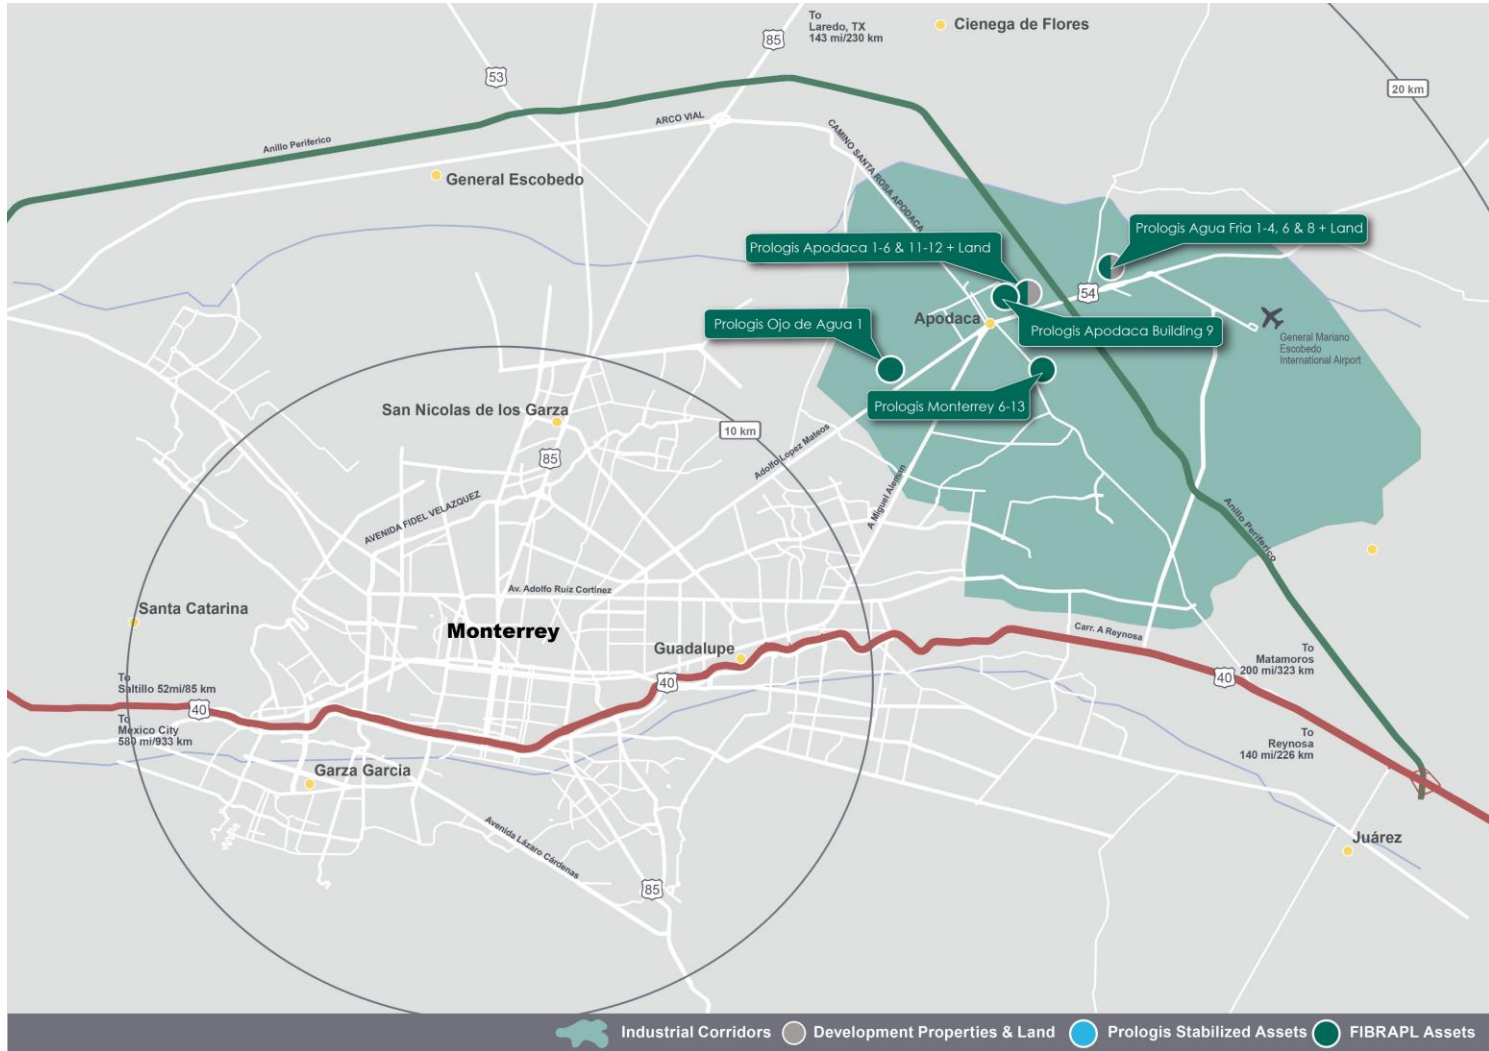 To
Laredo, TX
143 mi/230 km
85
Cienega de Flores
53
20 km
ARCO VIAL
Anillo Periferico
CAMINO SANTA ROSA APODACA
General Escobedo
Prologis Agua Fria 1-4, 6 & 8 + Land
Prologis Apodaca 1-6 & 11-12 + Land
54
Prologis Ojo de Agua 1
Apodaca
Prologis Apodaca Building 9
General Mariano
Escobedo
International Airport
Prologis Monterrey 6-13
San Nicolas de los Garza
10 km
85
Adolfo Lopez Mateos
A Miguel Aleman
AVENIDA FIDEL VELAZQUEZ
Anillo Periferico
Av. Adolfo Ruiz Cortinez
Santa Catarina
Monterrey
Carr. A Reynosa
Guadalupe
To
Matamoros
200 mi/323 km
40
40
To
Saltillo 52mi/85 km
40
To
Mexico City
580 mi/933 km
To
Reynosa
140 mi/226 km
Garza Garcia
Avenida Lázaro Cárdenas
Juárez
85
Industrial Corridors
Development Properties & Land
Prologis Stabilized Assets
FIBRAPL Assets